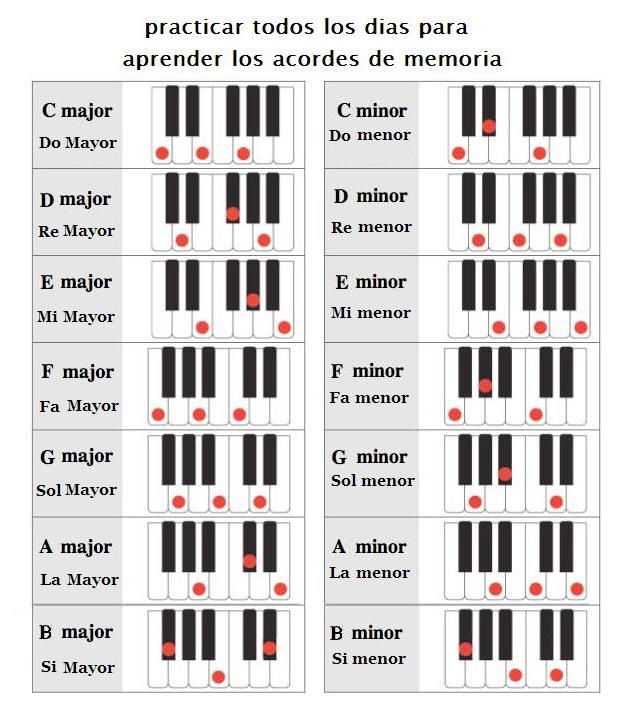 practicar todos los dias para
aprender los acordes de memoria
C major
Do Mayor
C minor
Do menor
D major
Re Mayor
D minor
Re menor
E major
Mi Mayor
E minor
Mi menor
F major
Fa Mayor
F minor
Fa menor
G major
Sol Mayor
G minor
Sol menor
A major
La Mayor
A minor
La menor
B major
Si Mayor
B minor
Si menor